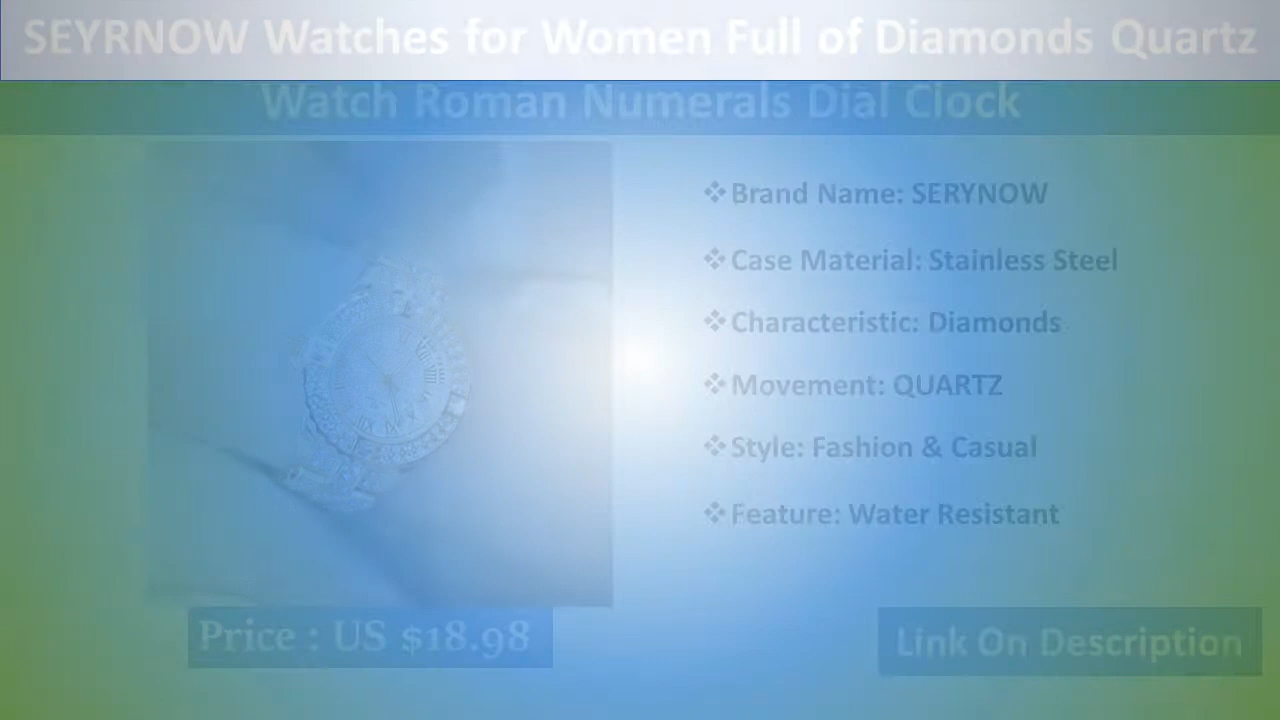 SEYRNOW Watches for Women Full of Diamonds Quartz
Watch Roman Numerals Dial Clock
❖ Brand Name: SERYNOW
❖ Case Material: Stainless Steel
❖ Characteristic: Diamonds
❖ Movement: QUARTZ
❖ Style: Fashion & Casual
❖ Feature: Water Resistant
Price : US $18.98
Link On Description